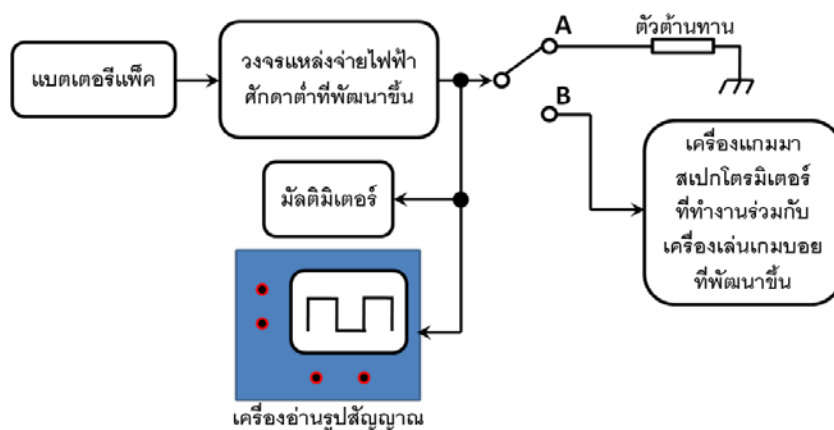 แบตเตอรีแพ็ค
วงจรแหล่งจ่ายไฟฟ้า
ศักดาต่ำที่พัฒนาขึ้น
A
ตัวต้านทาน
B
เครื่องแกมมา
สเปกโตรมิเตอร์
ที่ทำงานร่วมกับ
เครื่องเล่นเกมบอย
ที่พัฒนาขึ้น
มัลติมิเตอร์
เครื่องอ่านรูปสัญญาณ